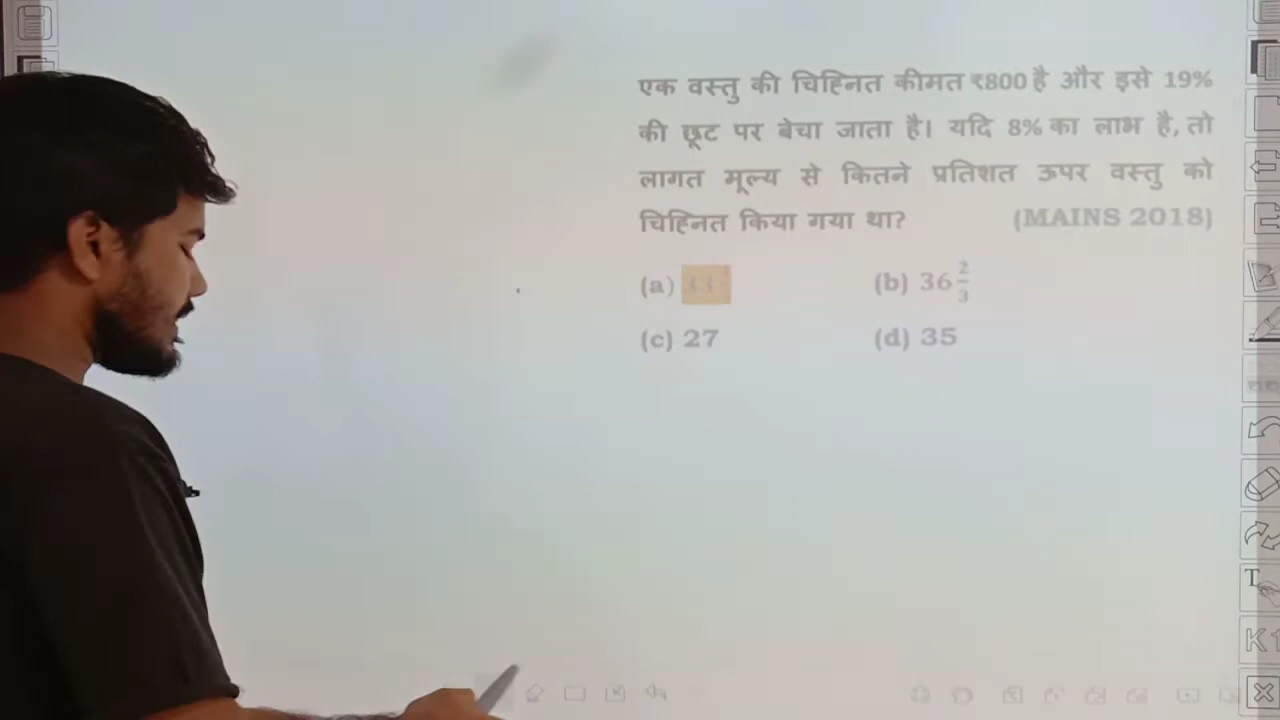 एक वस्तु की चिह्नित कीमत ₹800 है और इसे 19%
की छूट पर बेचा जाता है। यदि 8% का लाभ है, तो
लागत मूल्य से कितने प्रतिशत ऊपर वस्तु को
चिह्नित किया गया था? (MAINS 2018)
(a) 33 (b) 36 2/3
(c) 27 (d) 35
T